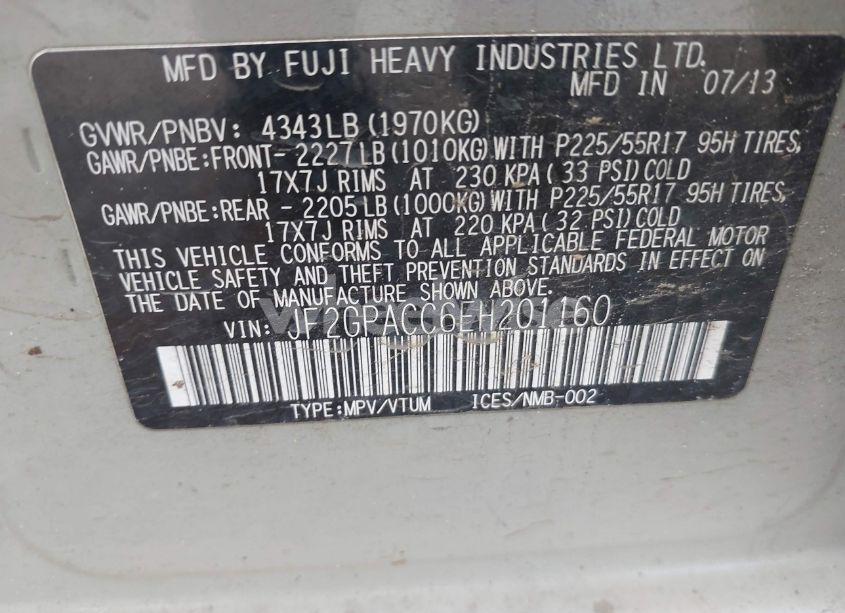 MFD BY FUJI HEAVY INDUSTRIES LTD.
MFD IN 07/13
GVWR/PNBV: 4343LB (1970KG)
GAWR/PNBE:FRONT- 2227LB (1010KG) WITH P225/55R17 95H TIRES,
17X7J RIMS AT 230 KPA ( 33 PSI) COLD
GAWR/PNBE:REAR - 2205LB (1000KG) WITH P225/55R17 95H TIRES,
17X7J RIMS AT 220 KPA ( 32 PSI) COLD
THIS VEHICLE CONFORMS TO ALL APPLICABLE FEDERAL MOTOR
VEHICLE SAFETY AND THEFT PREVENTION STANDARDS IN EFFECT ON
THE DATE OF MANUFACTURE SHOWN ABOVE.
VIN: JF2GPACC6EH201160
TYPE:MPV/VTUM ICES/NMB-002